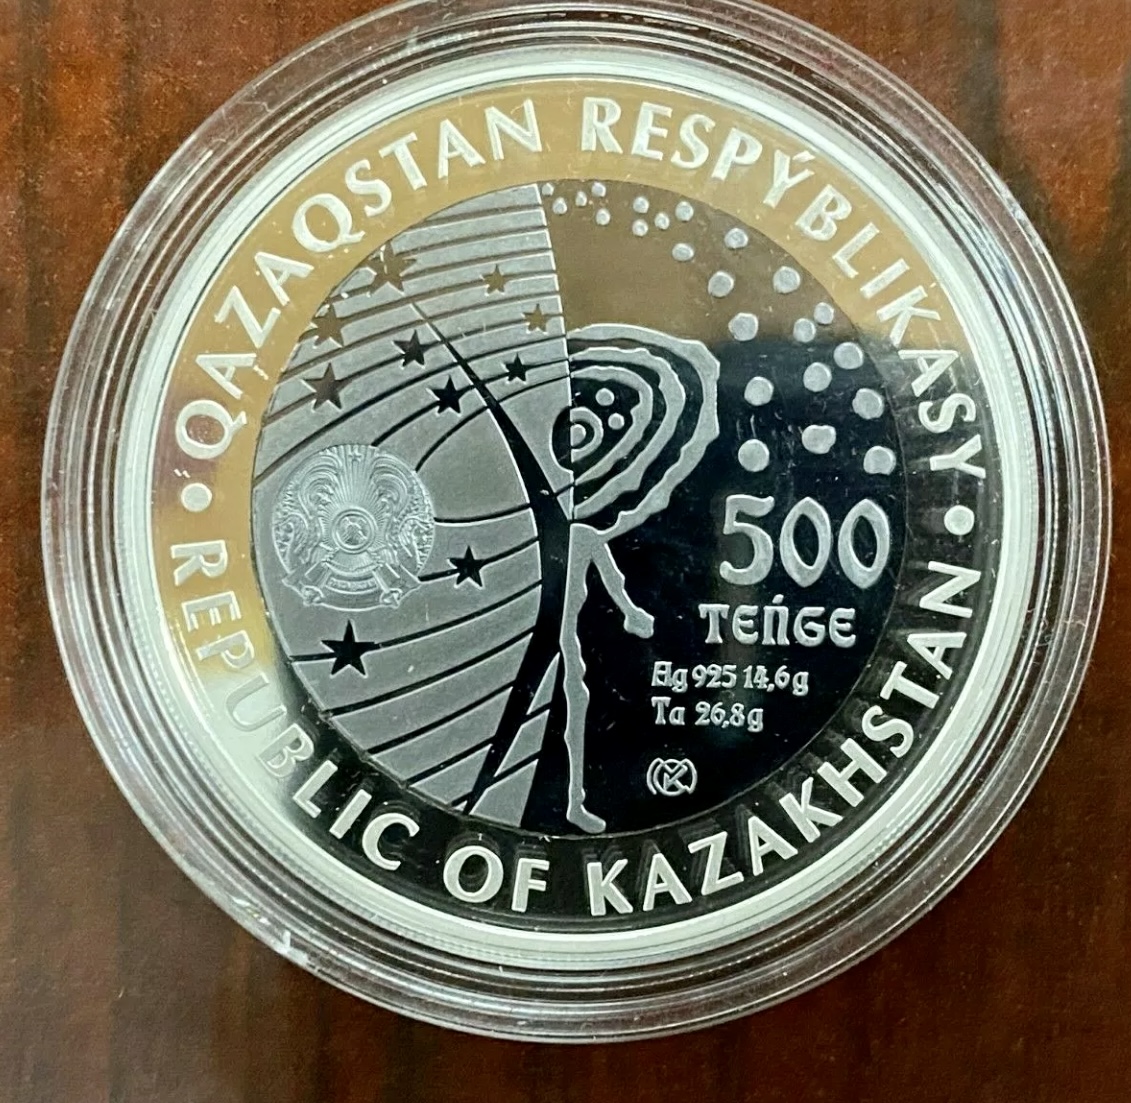 QAZAQSTAN RESPÝBLIKASY
REPUBLIC OF KAZAKHSTAN
500
TEŃGE
Ag 925 14,6g
Ta 26,8g